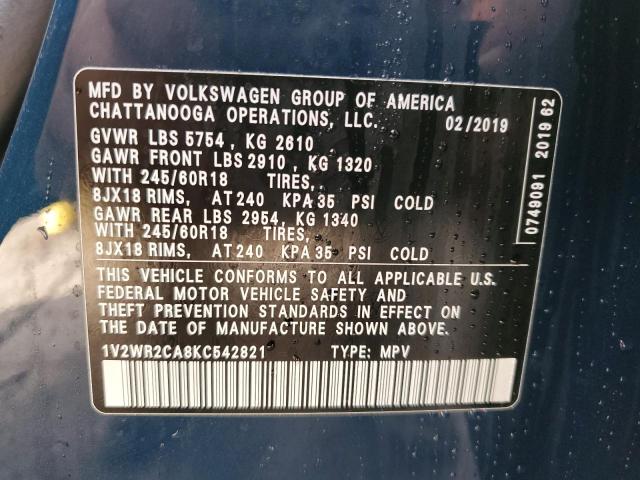 MFD BY VOLKSWAGEN GROUP OF AMERICA
CHATTANOOGA OPERATIONS, LLC. 02/2019
GVWR LBS 5754 , KG 2610
GAWR FRONT LBS 2910 , KG 1320
WITH 245/60R18 TIRES,
8JX18 RIMS, AT 240 KPA 35 PSI COLD
GAWR REAR LBS 2954, KG 1340
WITH 245/60R18 TIRES,
8JX18 RIMS, AT 240 KPA 35 PSI COLD
THIS VEHICLE CONFORMS TO ALL APPLICABLE U.S.
FEDERAL MOTOR VEHICLE SAFETY AND
THEFT PREVENTION STANDARDS IN EFFECT ON
THE DATE OF MANUFACTURE SHOWN ABOVE.
1V2WR2CA8KC542821 TYPE: MPV
0749091 2019 62